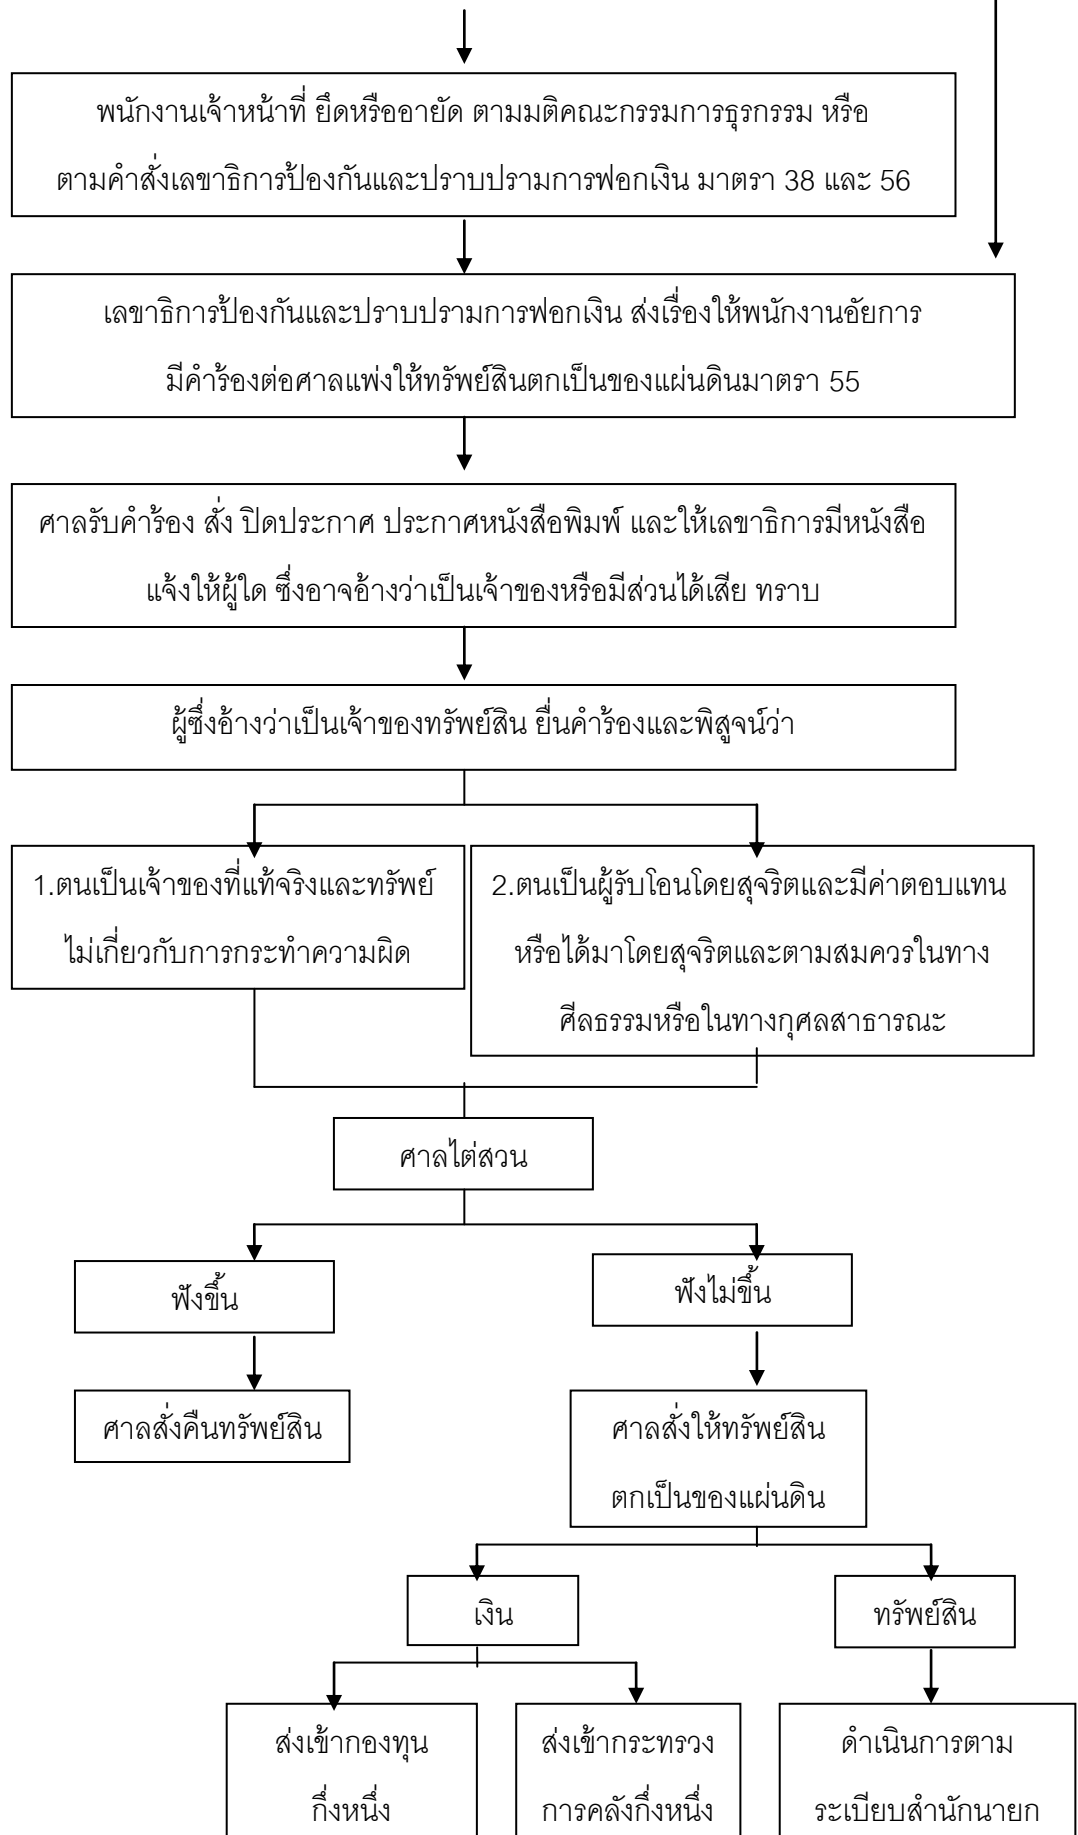 พนักงานเจ้าหน้าที่ ยึดหรืออายัด ตามมติคณะกรรมการธุรกรรม หรือ
ตามคำสั่งเลขาธิการป้องกันและปราบปรามการฟอกเงิน มาตรา 38 และ 56
เลขาธิการป้องกันและปราบปรามการฟอกเงิน ส่งเรื่องให้พนักงานอัยการ
มีคำร้องต่อศาลแพ่งให้ทรัพย์สินตกเป็นของแผ่นดินมาตรา 55
ศาลรับคำร้อง สั่ง ปิดประกาศ ประกาศหนังสือพิมพ์ และให้เลขาธิการมีหนังสือ
แจ้งให้ผู้ใด ซึ่งอาจอ้างว่าเป็นเจ้าของหรือมีส่วนได้เสีย ทราบ
ผู้ซึ่งอ้างว่าเป็นเจ้าของทรัพย์สิน ยื่นคำร้องและพิสูจน์ว่า
1.ตนเป็นเจ้าของที่แท้จริงและทรัพย์
ไม่เกี่ยวกับการกระทำความผิด
2.ตนเป็นผู้รับโอนโดยสุจริตและมีค่าตอบแทน
หรือได้มาโดยสุจริตและตามสมควรในทาง
ศีลธรรมหรือในทางกุศลสาธารณะ
ศาลไต่สวน
ฟังขึ้น
ฟังไม่ขึ้น
ศาลสั่งคืนทรัพย์สิน
ศาลสั่งให้ทรัพย์สิน
ตกเป็นของแผ่นดิน
เงิน
ทรัพย์สิน
ส่งเข้ากองทุน
กึ่งหนึ่ง
ส่งเข้ากระทรวง
การคลังกึ่งหนึ่ง
ดำเนินการตาม
ระเบียบสำนักนายก